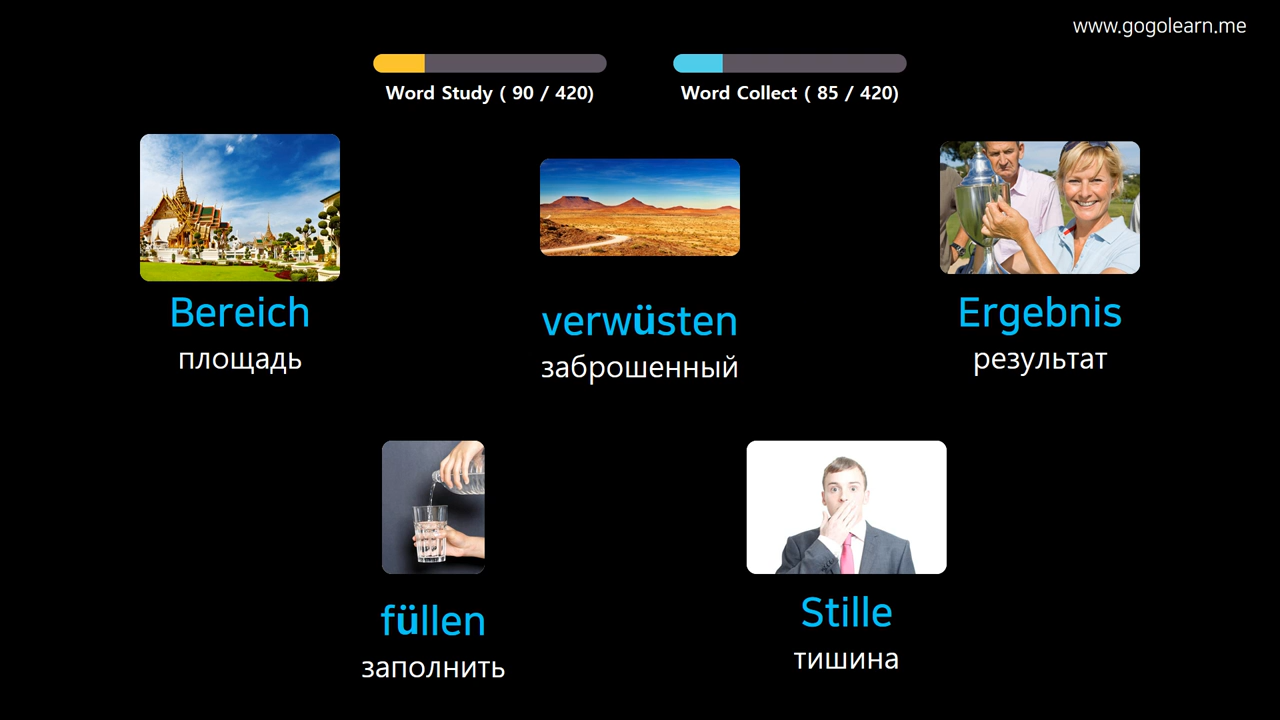 www.gogolearn.me
Word Study ( 90 / 420)
Word Collect ( 85 / 420)
Bereich
площадь
verwüsten
заброшенный
Ergebnis
результат
füllen
заполнить
Stille
тишина